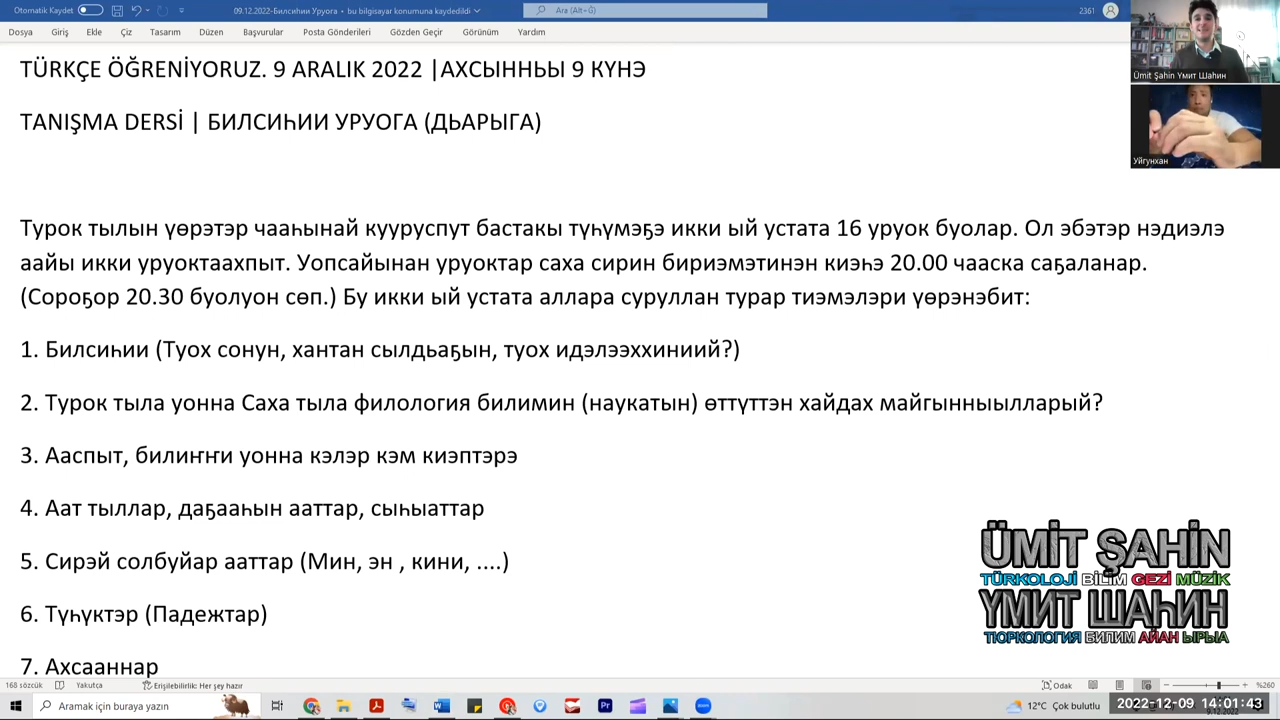 Otomatik Kaydet
09.12.2022-Билсиһии Уруога • bu bilgisayar konumuna kaydedildi
Ara (Alt+Ğ)
2361
Dosya Giriş Ekle Çiz Tasarım Düzen Başvurular Posta Gönderileri Gözden Geçir Görünüm Yardım
TÜRKÇE ÖĞRENİYORUZ. 9 ARALIK 2022 |АХСЫННЬЫ 9 КҮНЭ
TANIŞMA DERSİ | БИЛСИҺИИ УРУОГА (ДЬАРЫГА)
Турок тылын үөрэтэр чааһынай кууруспут бастакы түһүмэҕэ икки ый устата 16 уруок буолар. Ол эбэтэр нэдиэлэ
аайы икки уруоктаахпыт. Уопсайынан уруоктар саха сирин бириэмэтинэн киэһэ 20.00 чааска саҕаланар.
(Сороҕор 20.30 буолуон сөп.) Бу икки ый устата аллара суруллан турар тиэмэлэри үөрэнэбит:
1. Билсиһии (Туох сонун, хантан сылдьаҕын, туох идэлээххиниий?)
2. Турок тыла уонна Саха тыла филология билимин (наукатын) өттүттэн хайдах майгынныылларый?
3. Ааспыт, билиҥҥи уонна кэлэр кэм киэптэрэ
4. Аат тыллар, даҕааһын ааттар, сыһыаттар
5. Сирэй солбуйар ааттар (Мин, эн , кини, ....)
6. Түһүктэр (Падежтар)
7. Ахсааннар
Ümit Şahin Үмит Шаһин
Уйгунхан
ÜMİT ŞAHİN
TÜRKOLOJİ BİLİM GEZİ MÜZİK
ҮМИТ ШАҺИН
ТЮРКОЛОГИЯ БИЛИМ АЙАН ЫРЫА
168 sözcük Yakutça Erişilebilirlik: Her şey hazır Odak %260
Aramak için buraya yazın
12°C Çok bulutlu
2022-12-09 14:01:43